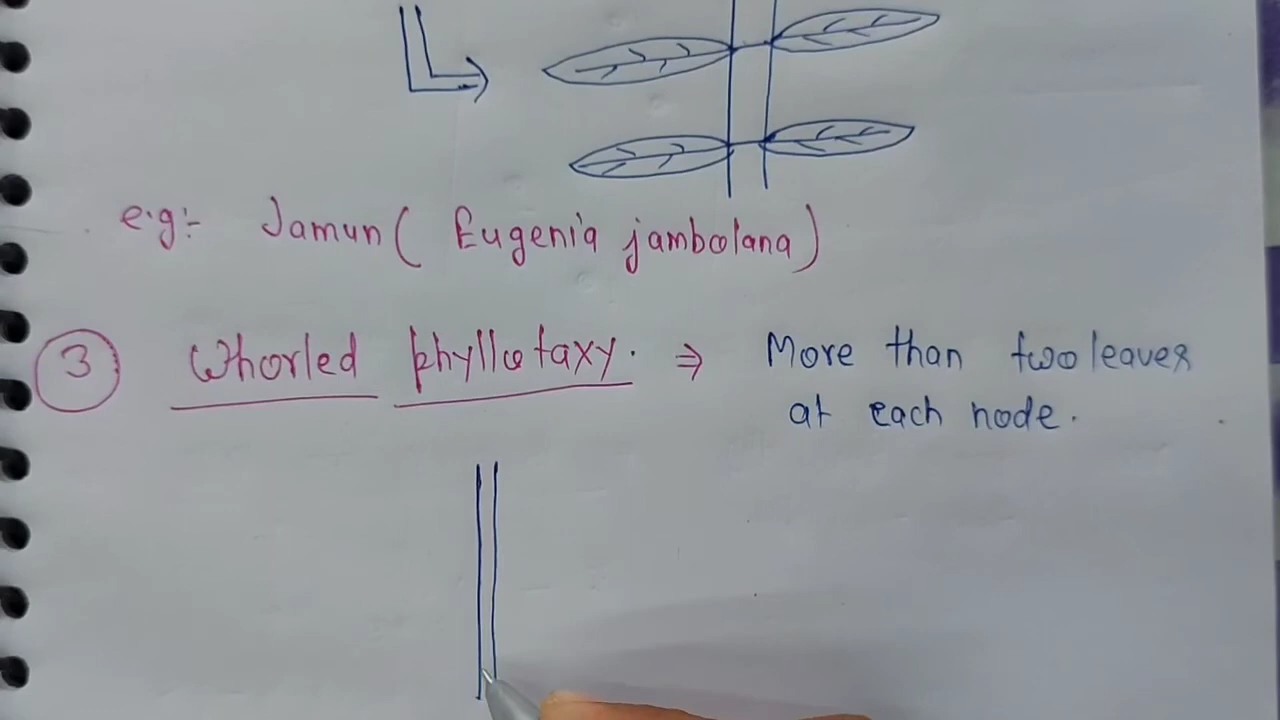 e.g:- Jamun ( Eugenia jambolana )
3 Whorled phyllotaxy. ⇒ More than two leaves
at each node.